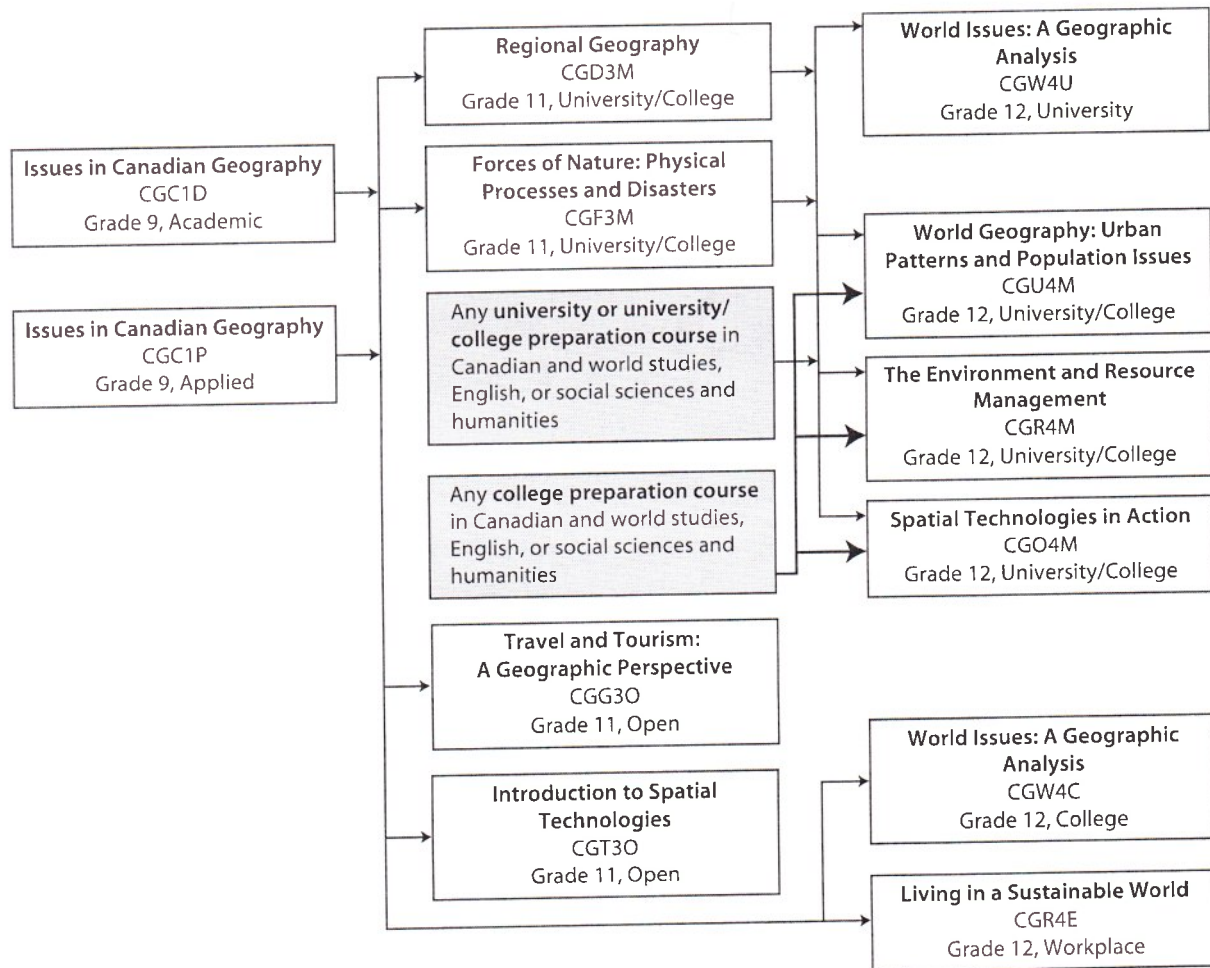 Issues in Canadian Geography
CGC1D
Grade 9, Academic
Issues in Canadian Geography
CGC1P
Grade 9, Applied
Regional Geography
CGD3M
Grade 11, University/College
Forces of Nature: Physical
Processes and Disasters
CGF3M
Grade 11, University/College
Any university or university/
college preparation course in
Canadian and world studies,
English, or social sciences and
humanities
Any college preparation course
in Canadian and world studies,
English, or social sciences and
humanities
Travel and Tourism:
A Geographic Perspective
CGG3O
Grade 11, Open
Introduction to Spatial
Technologies
CGT3O
Grade 11, Open
World Issues: A Geographic
Analysis
CGW4U
Grade 12, University
World Geography: Urban
Patterns and Population Issues
CGU4M
Grade 12, University/College
The Environment and Resource
Management
CGR4M
Grade 12, University/College
Spatial Technologies in Action
CGO4M
Grade 12, University/College
World Issues: A Geographic
Analysis
CGW4C
Grade 12, College
Living in a Sustainable World
CGR4E
Grade 12, Workplace